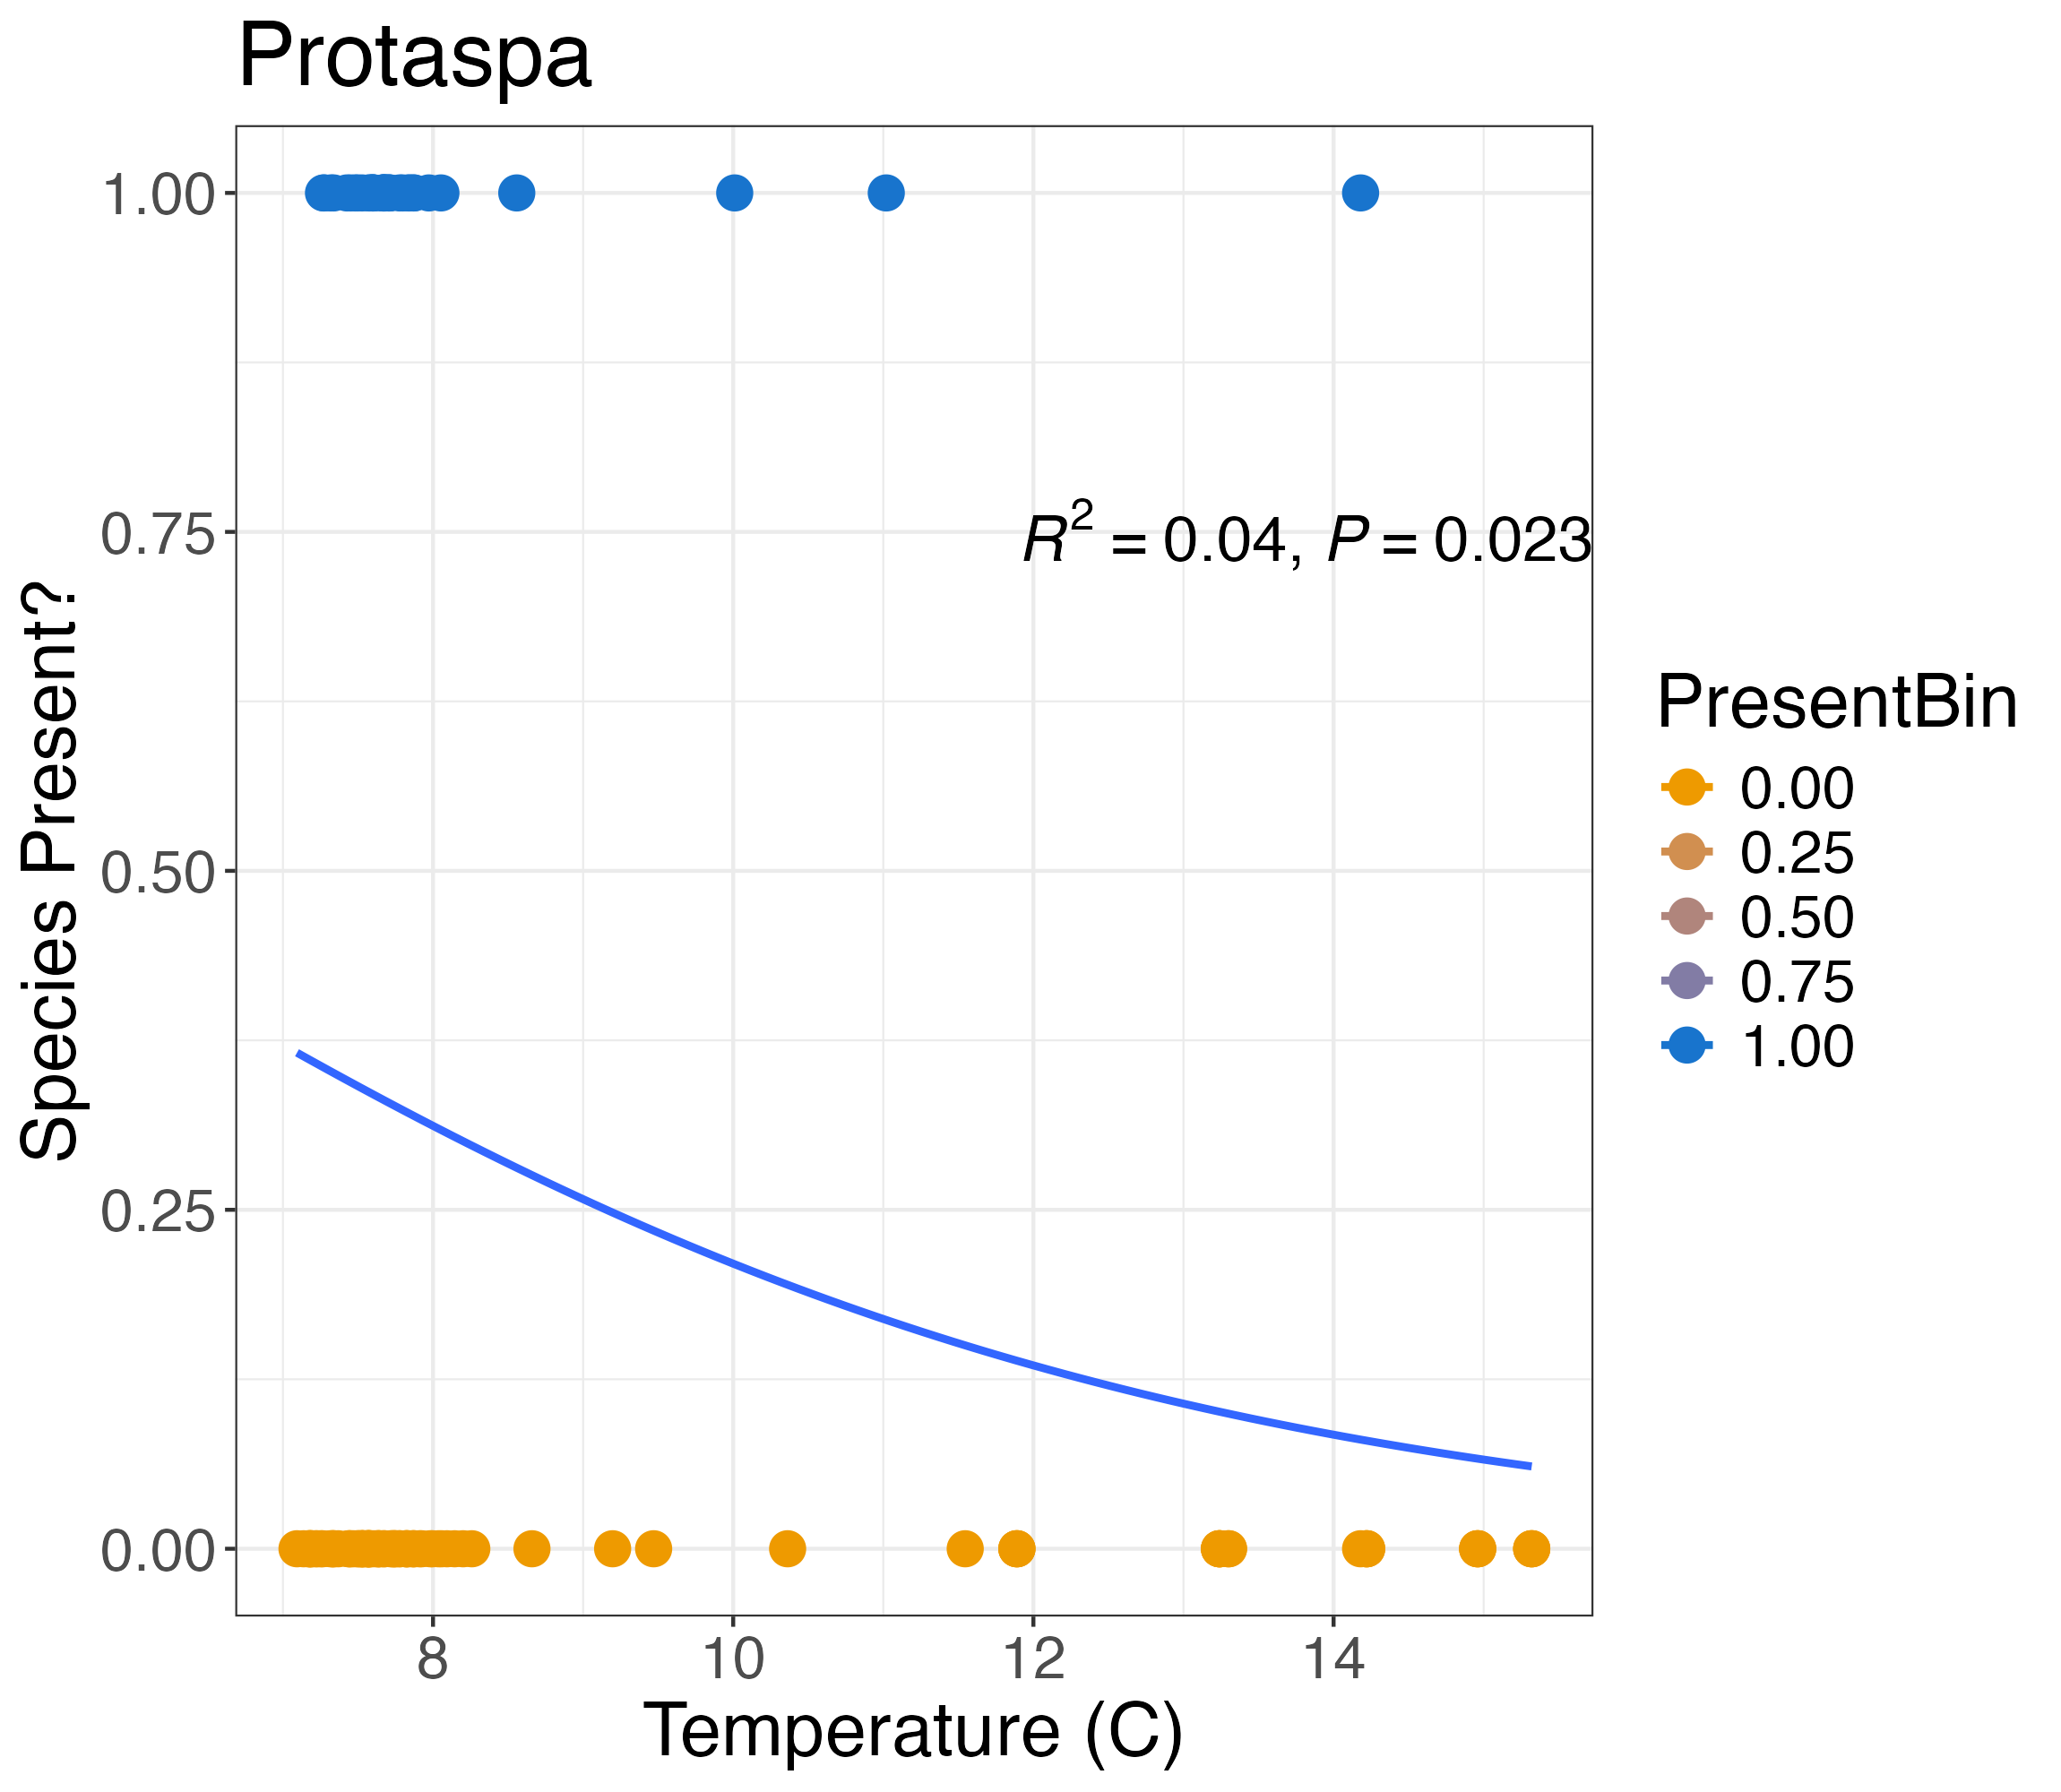 Protaspa
1.00
0.75
0.50
0.25
0.00
Species Present?
R² = 0.04, P = 0.023
8 10 12 14
Temperature (C)
PresentBin
0.00
0.25
0.50
0.75
1.00